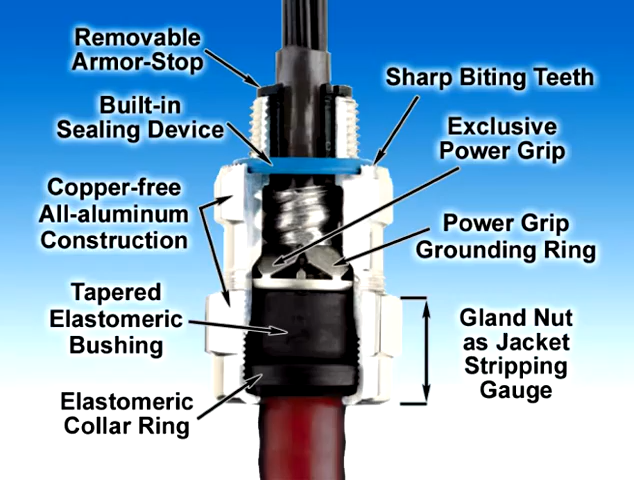 Removable
Armor-Stop
Sharp Biting Teeth
Built-in
Sealing Device
Exclusive
Power Grip
Copper-free
All-aluminum
Construction
Power Grip
Grounding Ring
Tapered
Elastomeric
Bushing
Gland Nut
as Jacket
Stripping
Gauge
Elastomeric
Collar Ring